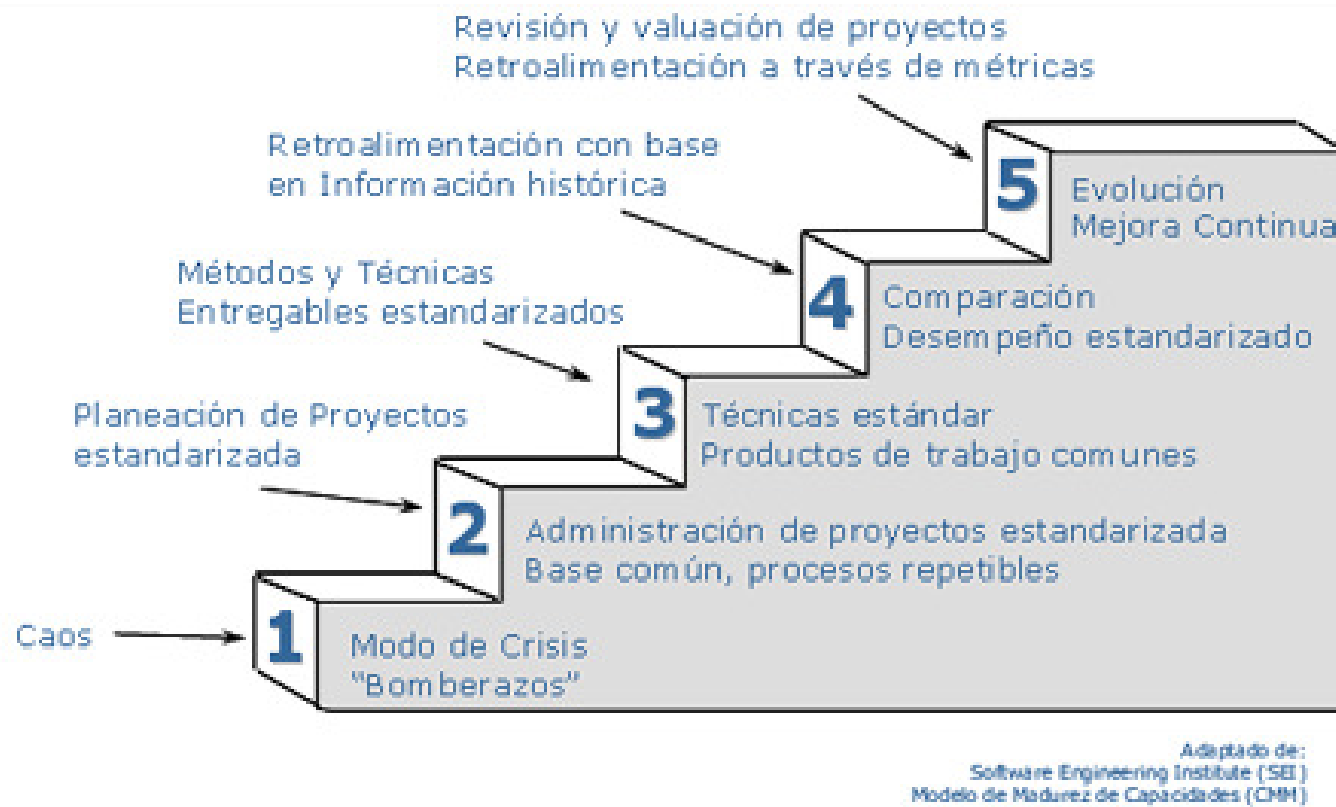 Revisión y valuación de proyectos
Retroalimentación a través de métricas
Retroalimentación con base
en Información histórica
5
Evolución
Mejora Continua
Métodos y Técnicas
Entregables estandarizados
4
Comparación
Desempeño estandarizado
Planeación de Proyectos
estandarizada
3
Técnicas estándar
Productos de trabajo comunes
2
Administración de proyectos estandarizada
Base común, procesos repetibles
Caos
1
Modo de Crisis
"Bomberazos"
Adaptado de:
Software Engineering Institute (SEI)
Modelo de Madurez de Capacidades (CMM)